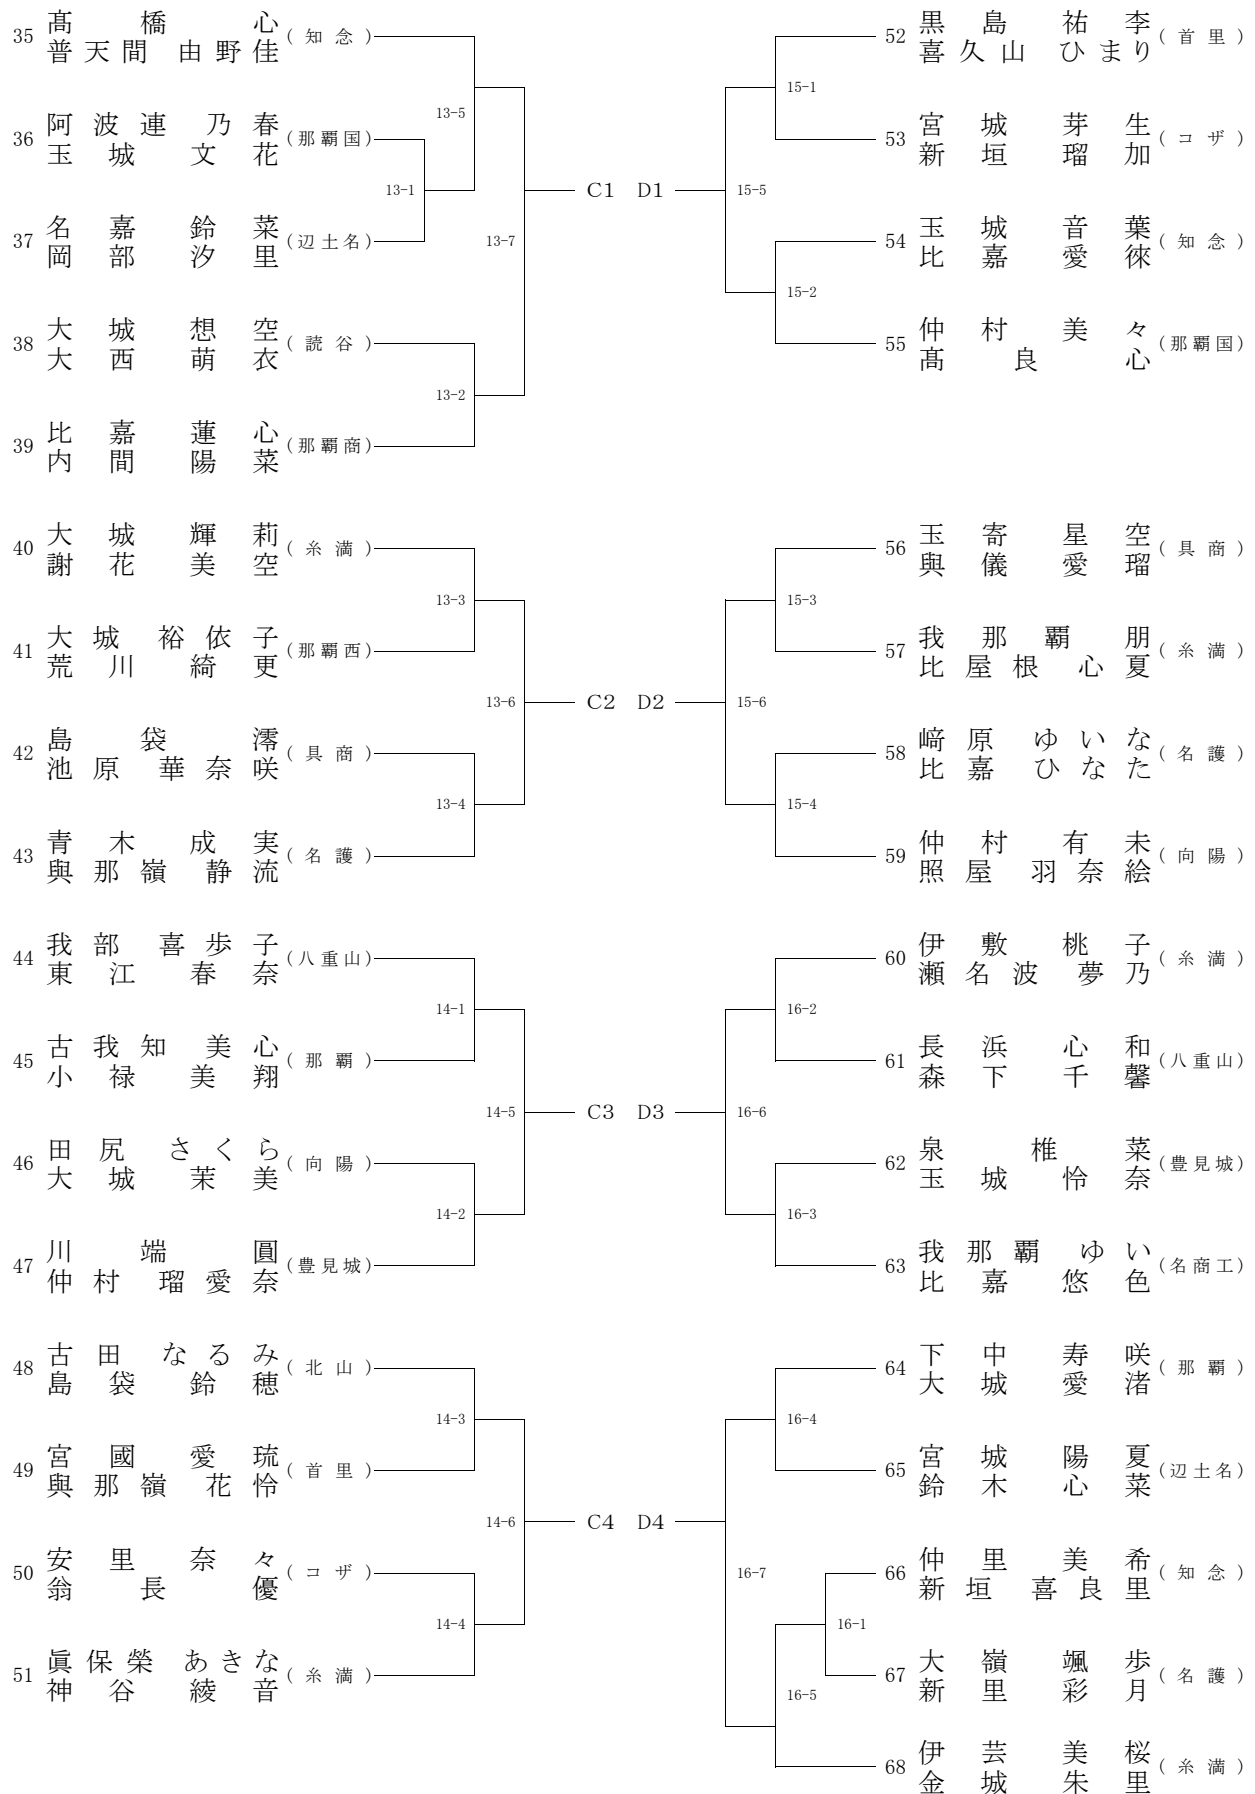 35 髙橋 心 (知念)
普天間 由野佳
13-5
36 阿波連 乃春 (那覇国)
玉城 文花
13-1
37 名嘉 鈴菜 (辺土名)
岡部 汐里
13-7
38 大城 想空 (読谷)
大西 萌衣
13-2
39 比嘉 蓮心 (那覇商)
内間 陽菜
C1 D1
40 大城 輝莉 (糸満)
謝花 美空
13-3
41 大城 裕依子 (那覇西)
荒川 綺更
13-6
42 島袋 澪 (具商)
池原 華奈咲
13-4
43 青木 成実 (名護)
與那嶺 静流
C2 D2
44 我部 喜歩子 (八重山)
東江 春奈
14-1
45 古我知 美心 (那覇)
小禄 美翔
14-5
46 田尻 さくら (向陽)
大城 茉美
14-2
47 川端 圓 (豊見城)
仲村 瑠愛奈
C3 D3
48 古田 なるみ (北山)
島袋 鈴穂
14-3
49 宮國 愛琉 (首里)
與那嶺 花怜
14-6
50 安里 奈々 (コザ)
翁長 優
14-4
51 眞保榮 あきな (糸満)
神谷 綾音
C4 D4
52 黒島 祐李 (首里)
喜久山 ひまり
15-1
53 宮城 芽生 (コザ)
新垣 瑠加
15-5
54 玉城 音葉 (知念)
比嘉 愛徠
15-2
55 仲村 美々 (那覇国)
髙良 心
56 玉寄 星空 (具商)
與儀 愛瑠
15-3
57 我那覇 朋 (糸満)
比屋根 心夏
15-6
58 﨑原 ゆいな (名護)
比嘉 ひなた
15-4
59 仲村 有未 (向陽)
照屋 羽奈絵
60 伊敷 桃子 (糸満)
瀬名波 夢乃
16-2
61 長浜 心和 (八重山)
森下 千馨
16-6
62 泉 椎菜 (豊見城)
玉城 怜奈
16-3
63 我那覇 ゆい (名商工)
比嘉 悠色
64 下中 寿咲 (那覇)
大城 愛渚
16-4
65 宮城 陽夏 (辺土名)
鈴木 心菜
16-7
66 仲里 美希 (知念)
新垣 喜良里
16-1
67 大嶺 颯歩 (名護)
新里 彩月
16-5
68 伊芸 美桜 (糸満)
金城 朱里